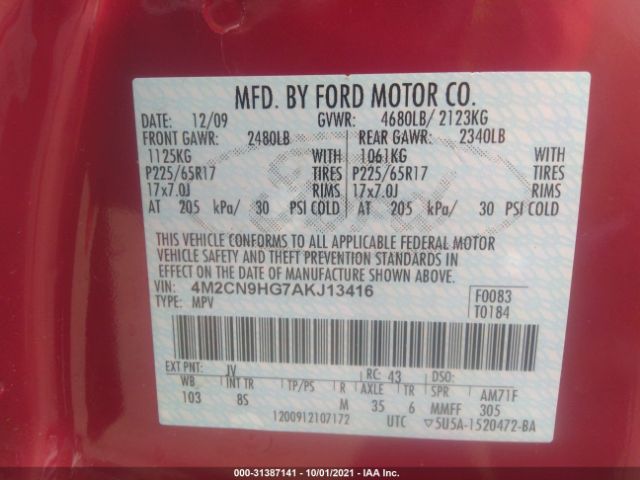 MFD. BY FORD MOTOR CO.
DATE: 12/09 GVWR: 4680LB/ 2123KG
FRONT GAWR: 2480LB REAR GAWR: 2340LB
1125KG WITH 1061KG WITH
P225/65R17 TIRES P225/65R17 TIRES
17x7.0J RIMS 17x7.0J RIMS
AT 205 kPa/ 30 PSI COLD AT 205 kPa/ 30 PSI COLD
THIS VEHICLE CONFORMS TO ALL APPLICABLE FEDERAL MOTOR
VEHICLE SAFETY AND THEFT PREVENTION STANDARDS IN
EFFECT ON THE DATE OF MANUFACTURE SHOWN ABOVE.
VIN: 4M2CN9HG7AKJ13416 F0083
TYPE: MPV T0184
EXT PNT: JV RC: 43 DSO:
WB INT TR TP/PS R AXLE TR SPR AM71F
103 8S M 35 6 MMFF 305
1200912107172 UTC 5U5A-1520472-BA
000-31387141 - 10/01/2021 - IAA Inc.